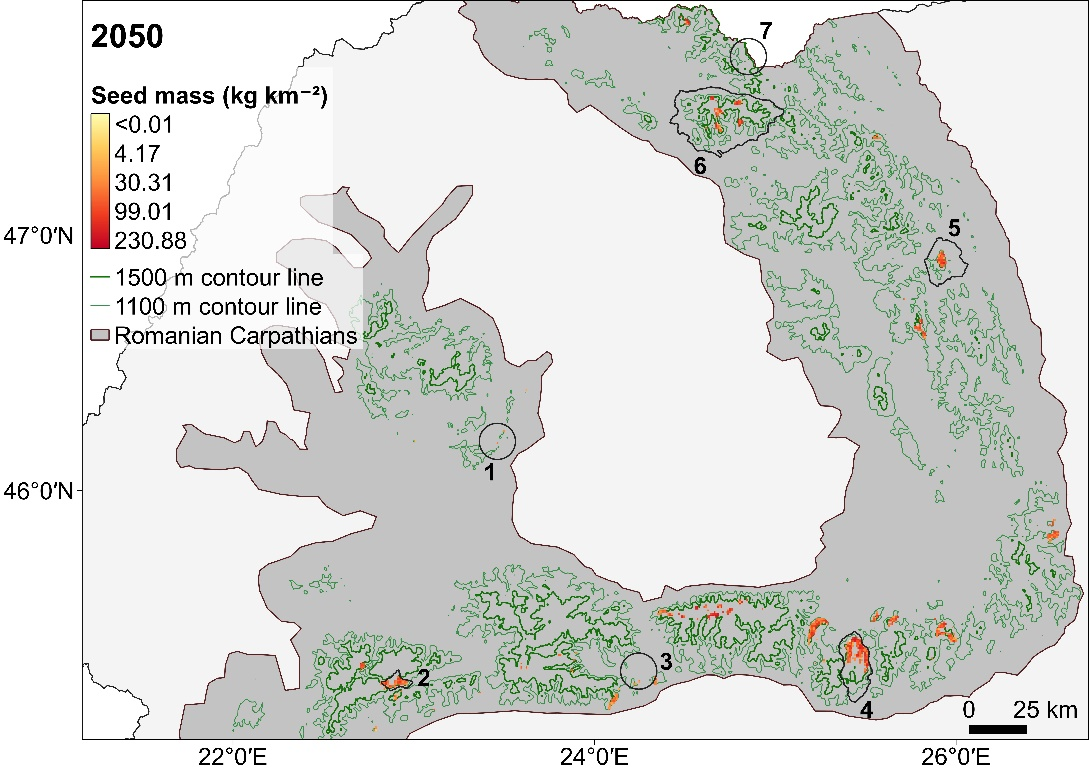 2050
Seed mass (kg km⁻²)
<0.01
4.17
30.31
99.01
230.88
1500 m contour line
1100 m contour line
Romanian Carpathians
7
6
5
47°0′N
1
46°0′N
2
3
4
0 25 km
22°0′E 24°0′E 26°0′E